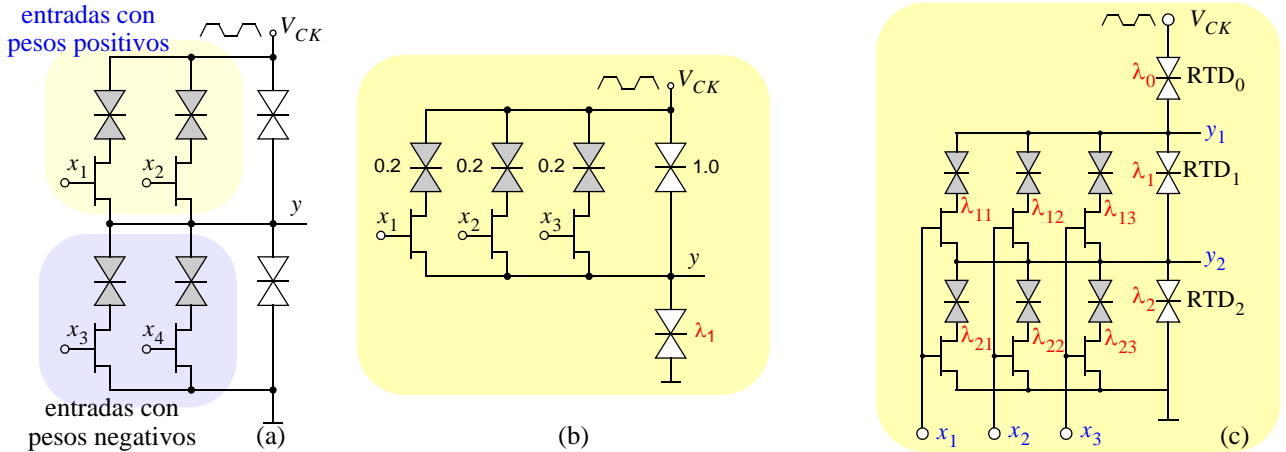 entradas con
pesos positivos
V_CK
x_1
x_2
y
x_3
x_4
entradas con
pesos negativos
(a)
V_CK
0.2
0.2
0.2
1.0
x_1
x_2
x_3
y
λ_1
(b)
V_CK
λ_0
RTD_0
y_1
λ_1
RTD_1
λ_11
λ_12
λ_13
y_2
λ_2
RTD_2
λ_21
λ_22
λ_23
x_1
x_2
x_3
(c)